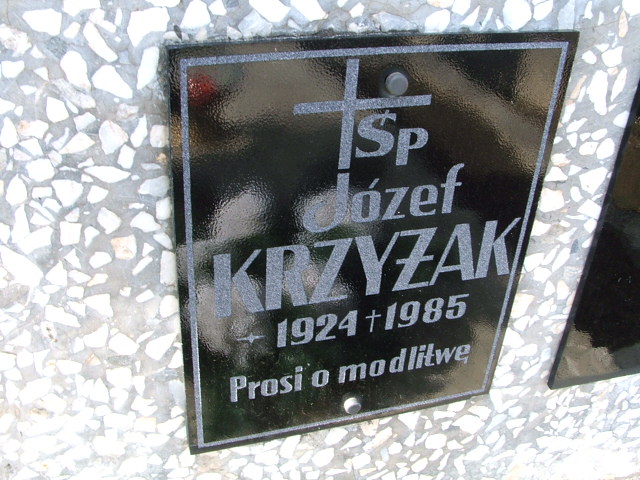 Śp
Józef
KRZYŻAK
1924 † 1985
Prosi o modlitwę